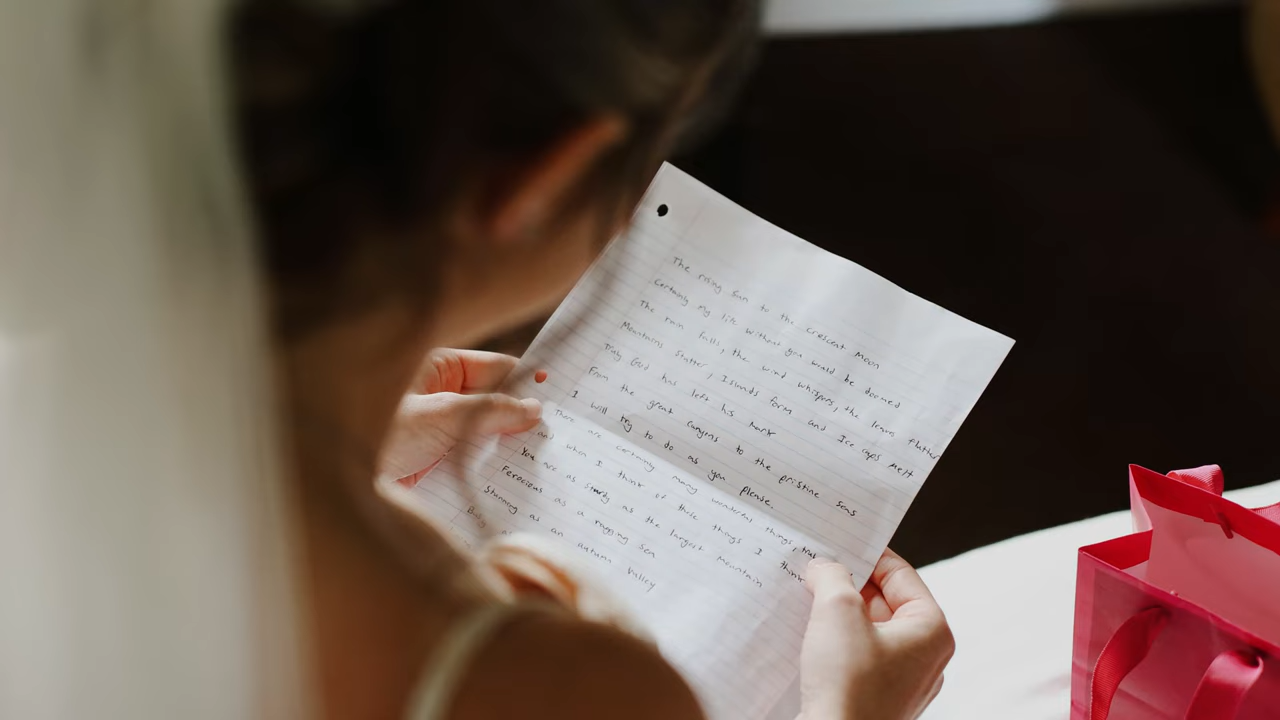 The rising sun to the crescent moon
Certainly my life without you would be doomed
The rain falls, the wind whispers, the leaves flutter
Mountains Shatter, Islands form and Ice caps melt
Truly God has left his mark
From the great canyons to the pristine seas
I will try to do as you please.
There are certainly many wonderful things,
and when I think of those things I think
You are as sturdy as the largest mountain
Ferocious as a raging sea
Stunning as an autumn valley